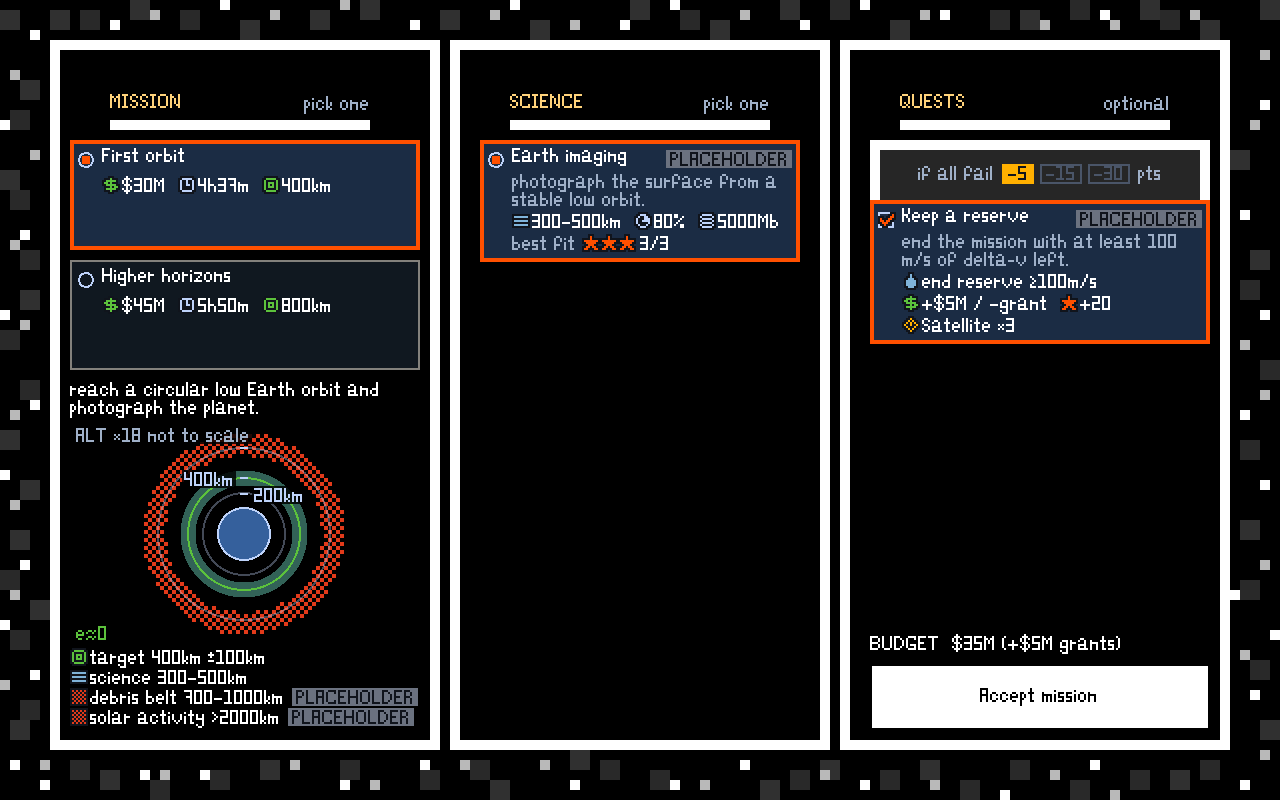 MISSION
pick one
First orbit
$30M 4h37m 400km
Higher horizons
$45M 5h50m 800km
reach a circular low Earth orbit and
photograph the planet.
ALT ×18 not to scale
400km
200km
e≈0
target 400km ±100km
science 300-500km
debris belt 700-1000km PLACEHOLDER
solar activity >2000km PLACEHOLDER
SCIENCE
pick one
Earth imaging PLACEHOLDER
photograph the surface from a
stable low orbit.
300-500km 80% 5000Mb
best fit ★★★ 3/3
QUESTS
optional
if all fail -5 -15 -30 pts
Keep a reserve PLACEHOLDER
end the mission with at least 100
m/s of delta-v left.
end reserve ≥100m/s
$+$5M / -grant ★+20
Satellite ×3
BUDGET $35M (+$5M grants)
Accept mission